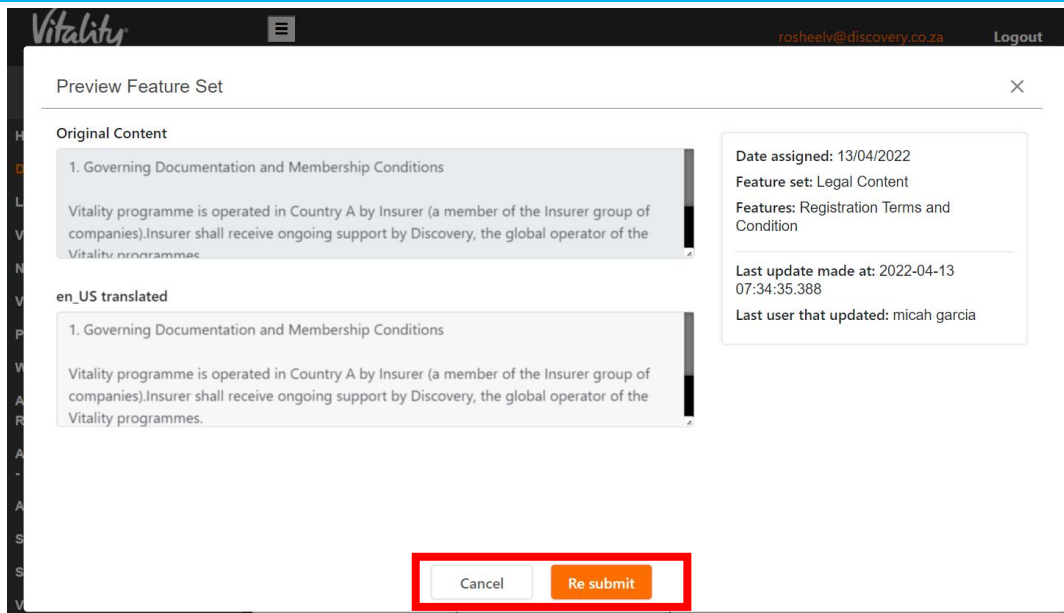 Vitality
rosheelv@discovery.co.za Logout
Preview Feature Set
Original Content
1. Governing Documentation and Membership Conditions
Vitality programme is operated in Country A by Insurer (a member of the Insurer group of
companies).Insurer shall receive ongoing support by Discovery, the global operator of the
Vitality programmes.
en_US translated
1. Governing Documentation and Membership Conditions
Vitality programme is operated in Country A by Insurer (a member of the Insurer group of
companies).Insurer shall receive ongoing support by Discovery, the global operator of the
Vitality programmes.
Date assigned: 13/04/2022
Feature set: Legal Content
Features: Registration Terms and
Condition
Last update made at: 2022-04-13
07:34:35.388
Last user that updated: micah garcia
Cancel Re submit